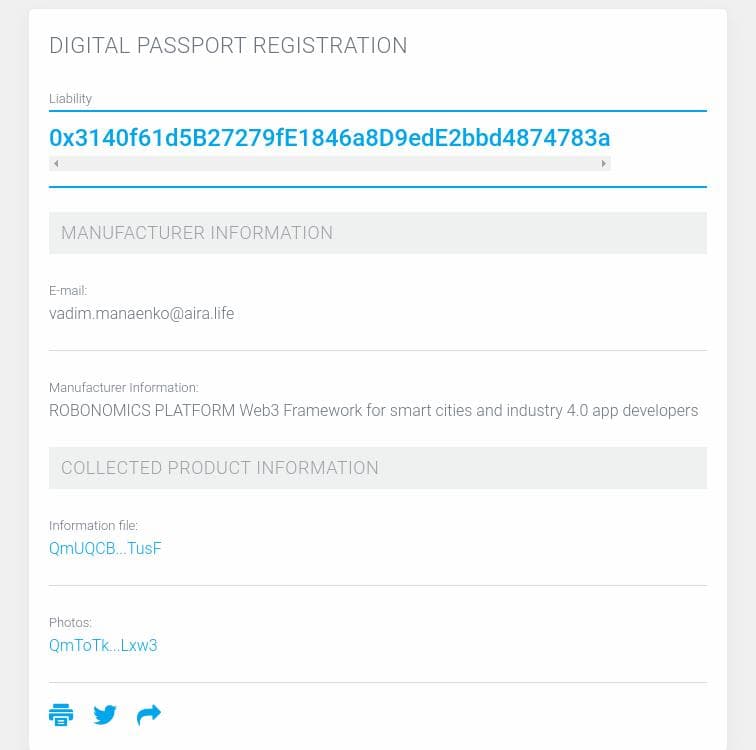 DIGITAL PASSPORT REGISTRATION
Liability
0x3140f61d5B27279fE1846a8D9edE2bbd4874783a
MANUFACTURER INFORMATION
E-mail:
vadim.manaenko@aira.life
Manufacturer Information:
ROBONOMICS PLATFORM Web3 Framework for smart cities and industry 4.0 app developers
COLLECTED PRODUCT INFORMATION
Information file:
QmUQCB...TusF
Photos:
QmToTk...Lxw3